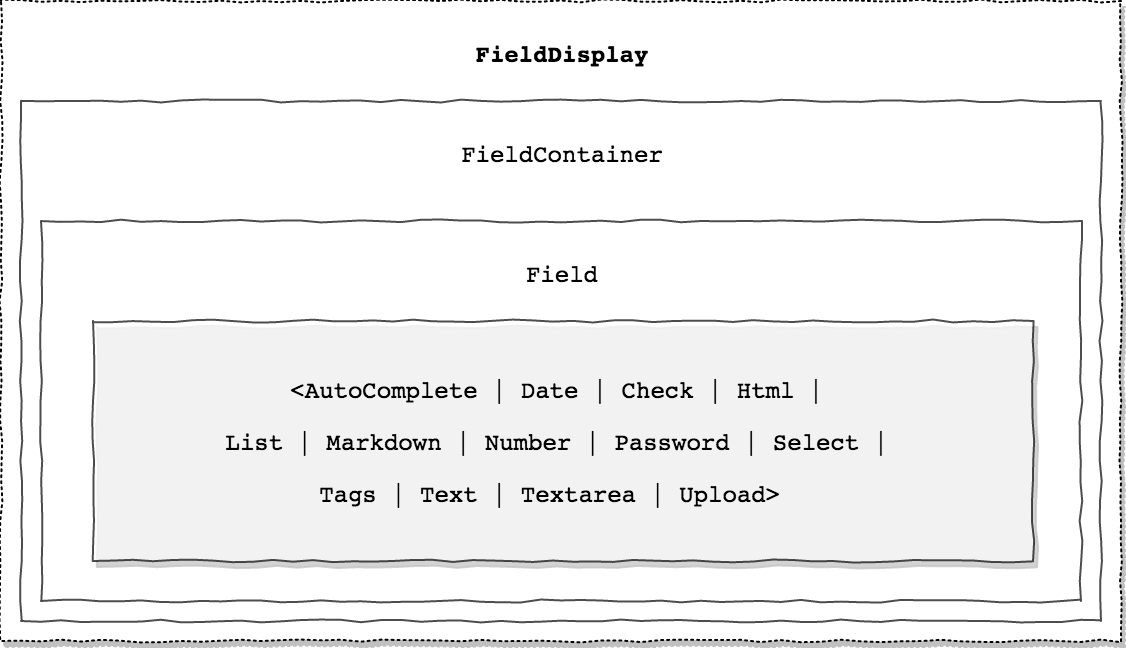 FieldDisplay
FieldContainer
Field
<AutoComplete | Date | Check | Html |
List | Markdown | Number | Password | Select |
Tags | Text | Textarea | Upload>